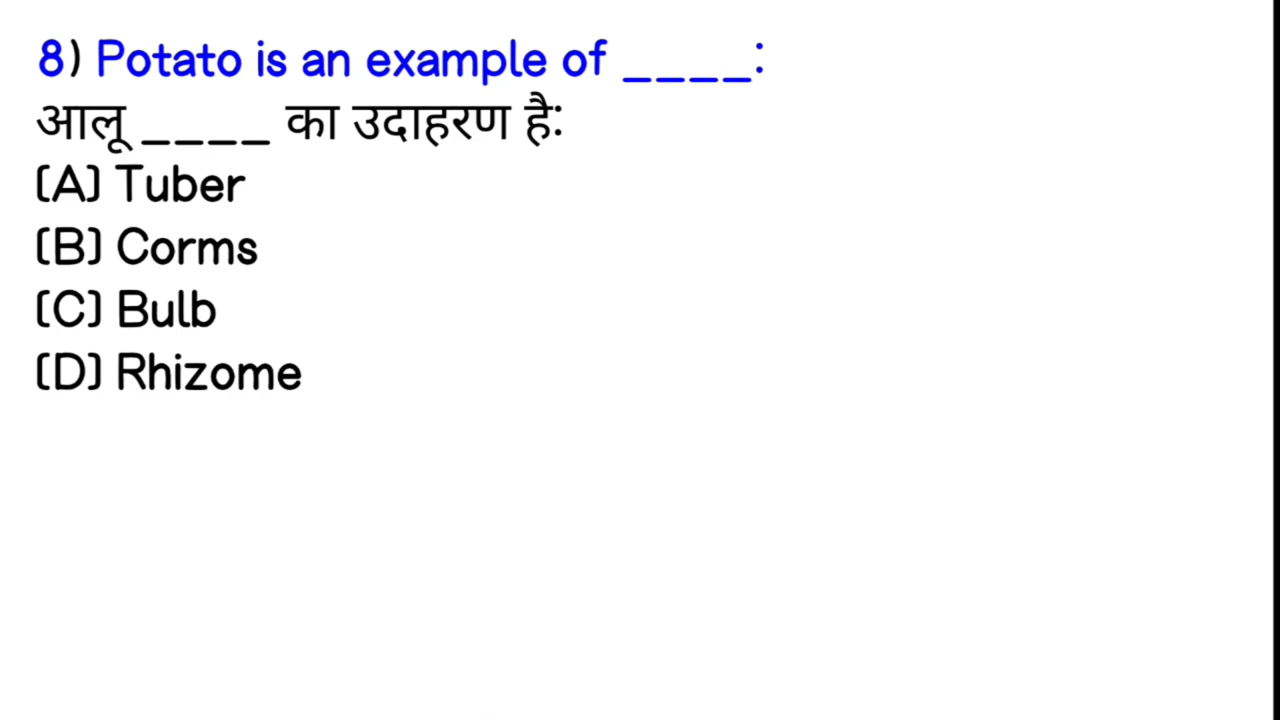 8) Potato is an example of ____:
आलू ____ का उदाहरण है:
(A) Tuber
(B) Corms
(C) Bulb
(D) Rhizome